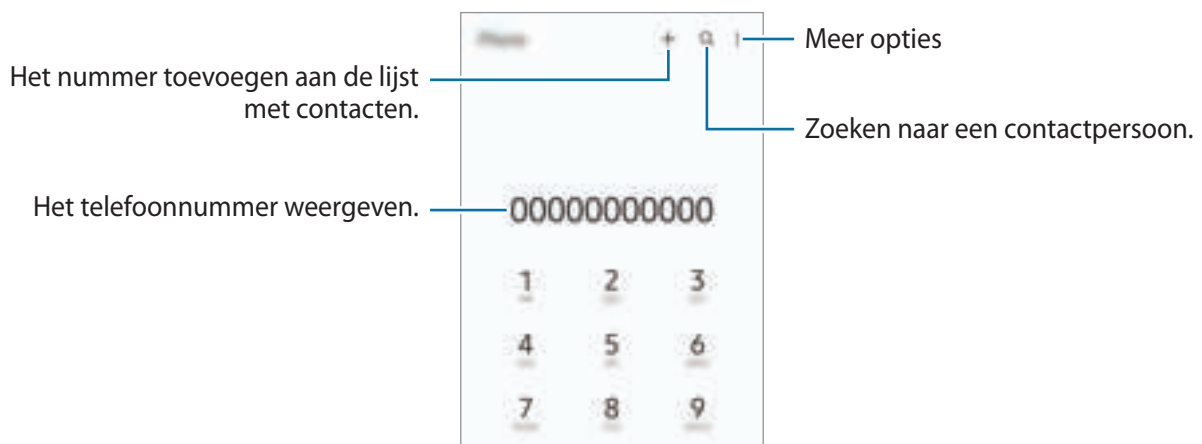 Meer opties
Het nummer toevoegen aan de lijst
met contacten.
Zoeken naar een contactpersoon.
Het telefoonnummer weergeven.
00000000000
1 2 3
4 5 6
7 8 9